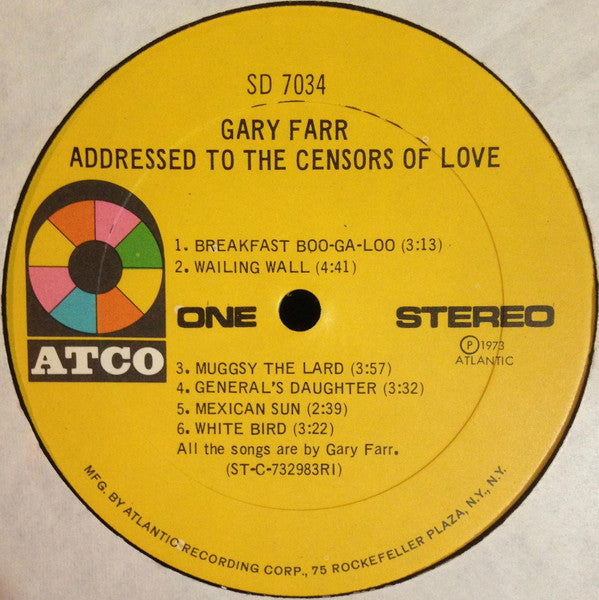 SD 7034
GARY FARR
ADDRESSED TO THE CENSORS OF LOVE
1. BREAKFAST BOO-GA-LOO (3:13)
2. WAILING WALL (4:41)
ONE
STEREO
ATCO
Ⓟ1973
ATLANTIC
3. MUGGSY THE LARD (3:57)
4. GENERAL'S DAUGHTER (3:32)
5. MEXICAN SUN (2:39)
6. WHITE BIRD (3:22)
All the songs are by Gary Farr.
(ST-C-732983RI)
MFG. BY ATLANTIC RECORDING CORP., 75 ROCKEFELLER PLAZA, N.Y., N.Y.